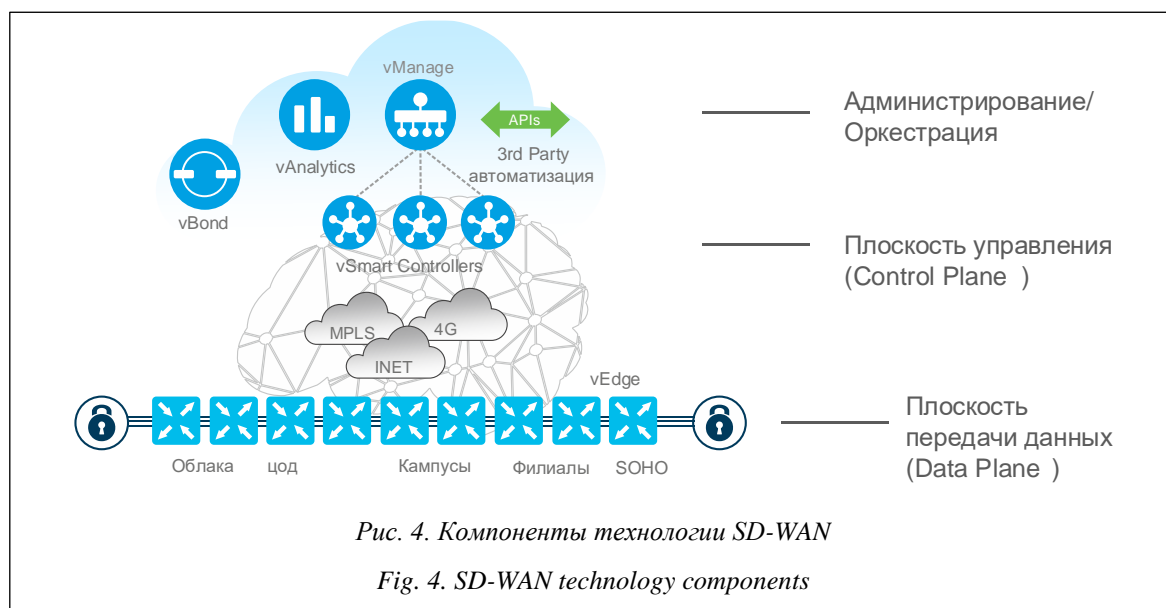 vManage
APIs
vAnalytics
3rd Party
автоматизация
vBond
vSmart Controllers
MPLS
4G
INET
vEdge
Облака
цод
Кампусы
Филиалы
SOHO
Администрирование/
Оркестрация
Плоскость управления
(Control Plane )
Плоскость
передачи данных
(Data Plane )
Рис. 4. Компоненты технологии SD-WAN
Fig. 4. SD-WAN technology components